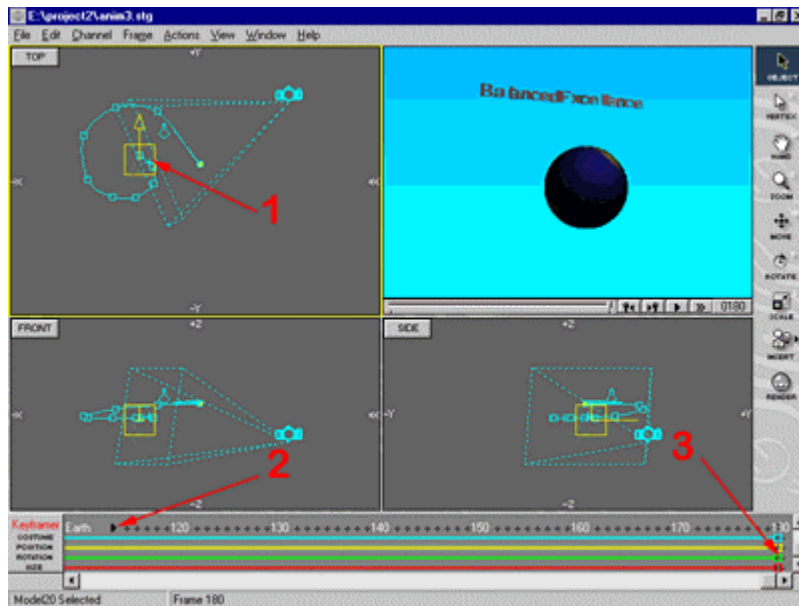 E:\project2\anim3.stg
File Edit Channel Frame Actions View Window Help
TOP
+Y
-X
-Y
BalancedExcellance
1
0180
OBJECT
VERTEX
HAND
ZOOM
MOVE
ROTATE
SCALE
INSERT
RENDER
FRONT
+Z
-X
-Z
2
SIDE
+Z
-Y
+Y
-Z
3
Keyframer Earth 120 130 140 150 160 170 130
COSTUME
POSITION
ROTATION
SIZE
Model20 Selected Frame 180